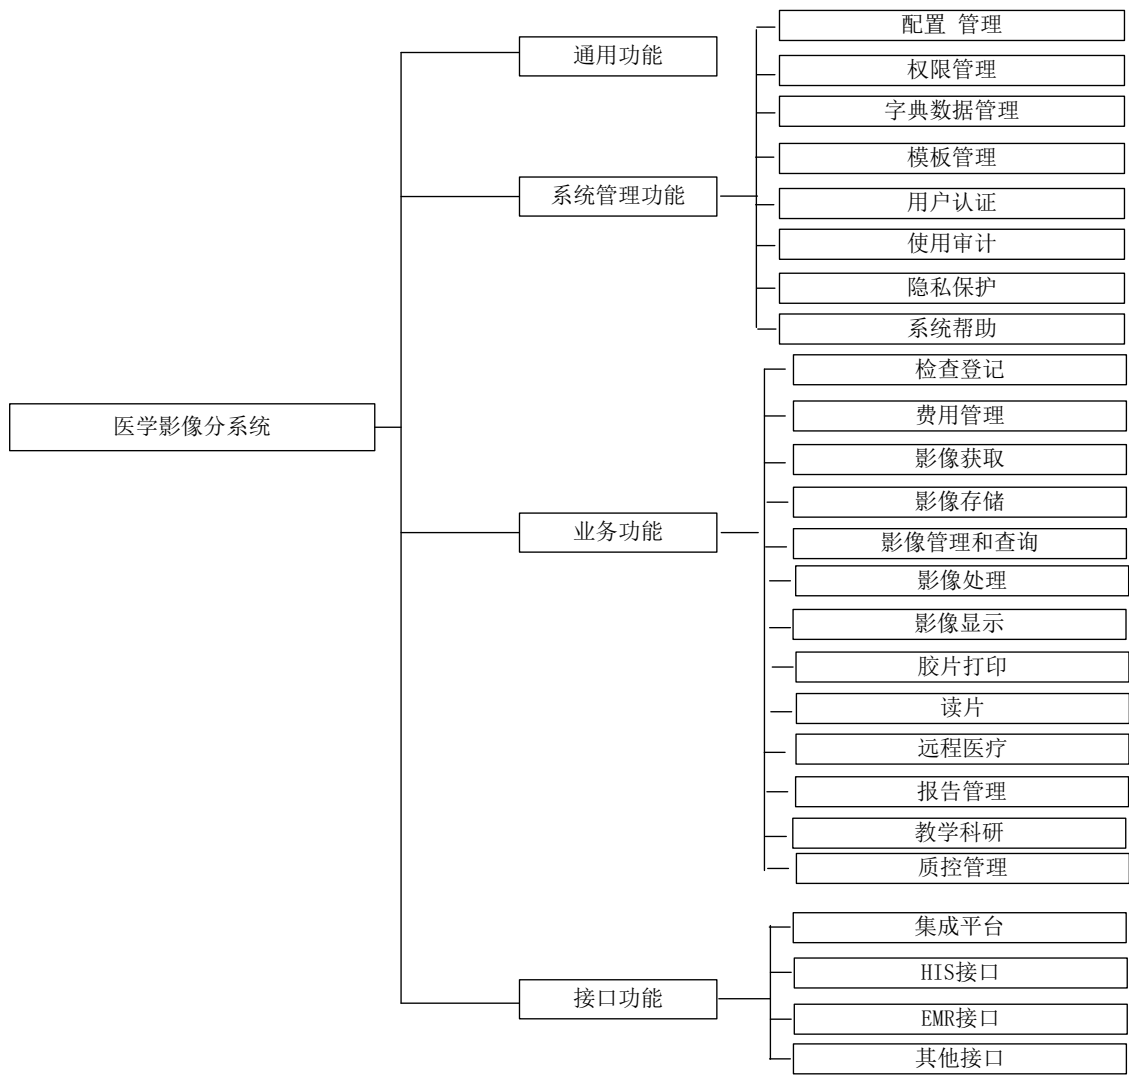 医学影像分系统
通用功能
系统管理功能
配置 管理
权限管理
字典数据管理
模板管理
用户认证
使用审计
隐私保护
系统帮助
业务功能
检查登记
费用管理
影像获取
影像存储
影像管理和查询
影像处理
影像显示
胶片打印
读片
远程医疗
报告管理
教学科研
质控管理
接口功能
集成平台
HIS接口
EMR接口
其他接口